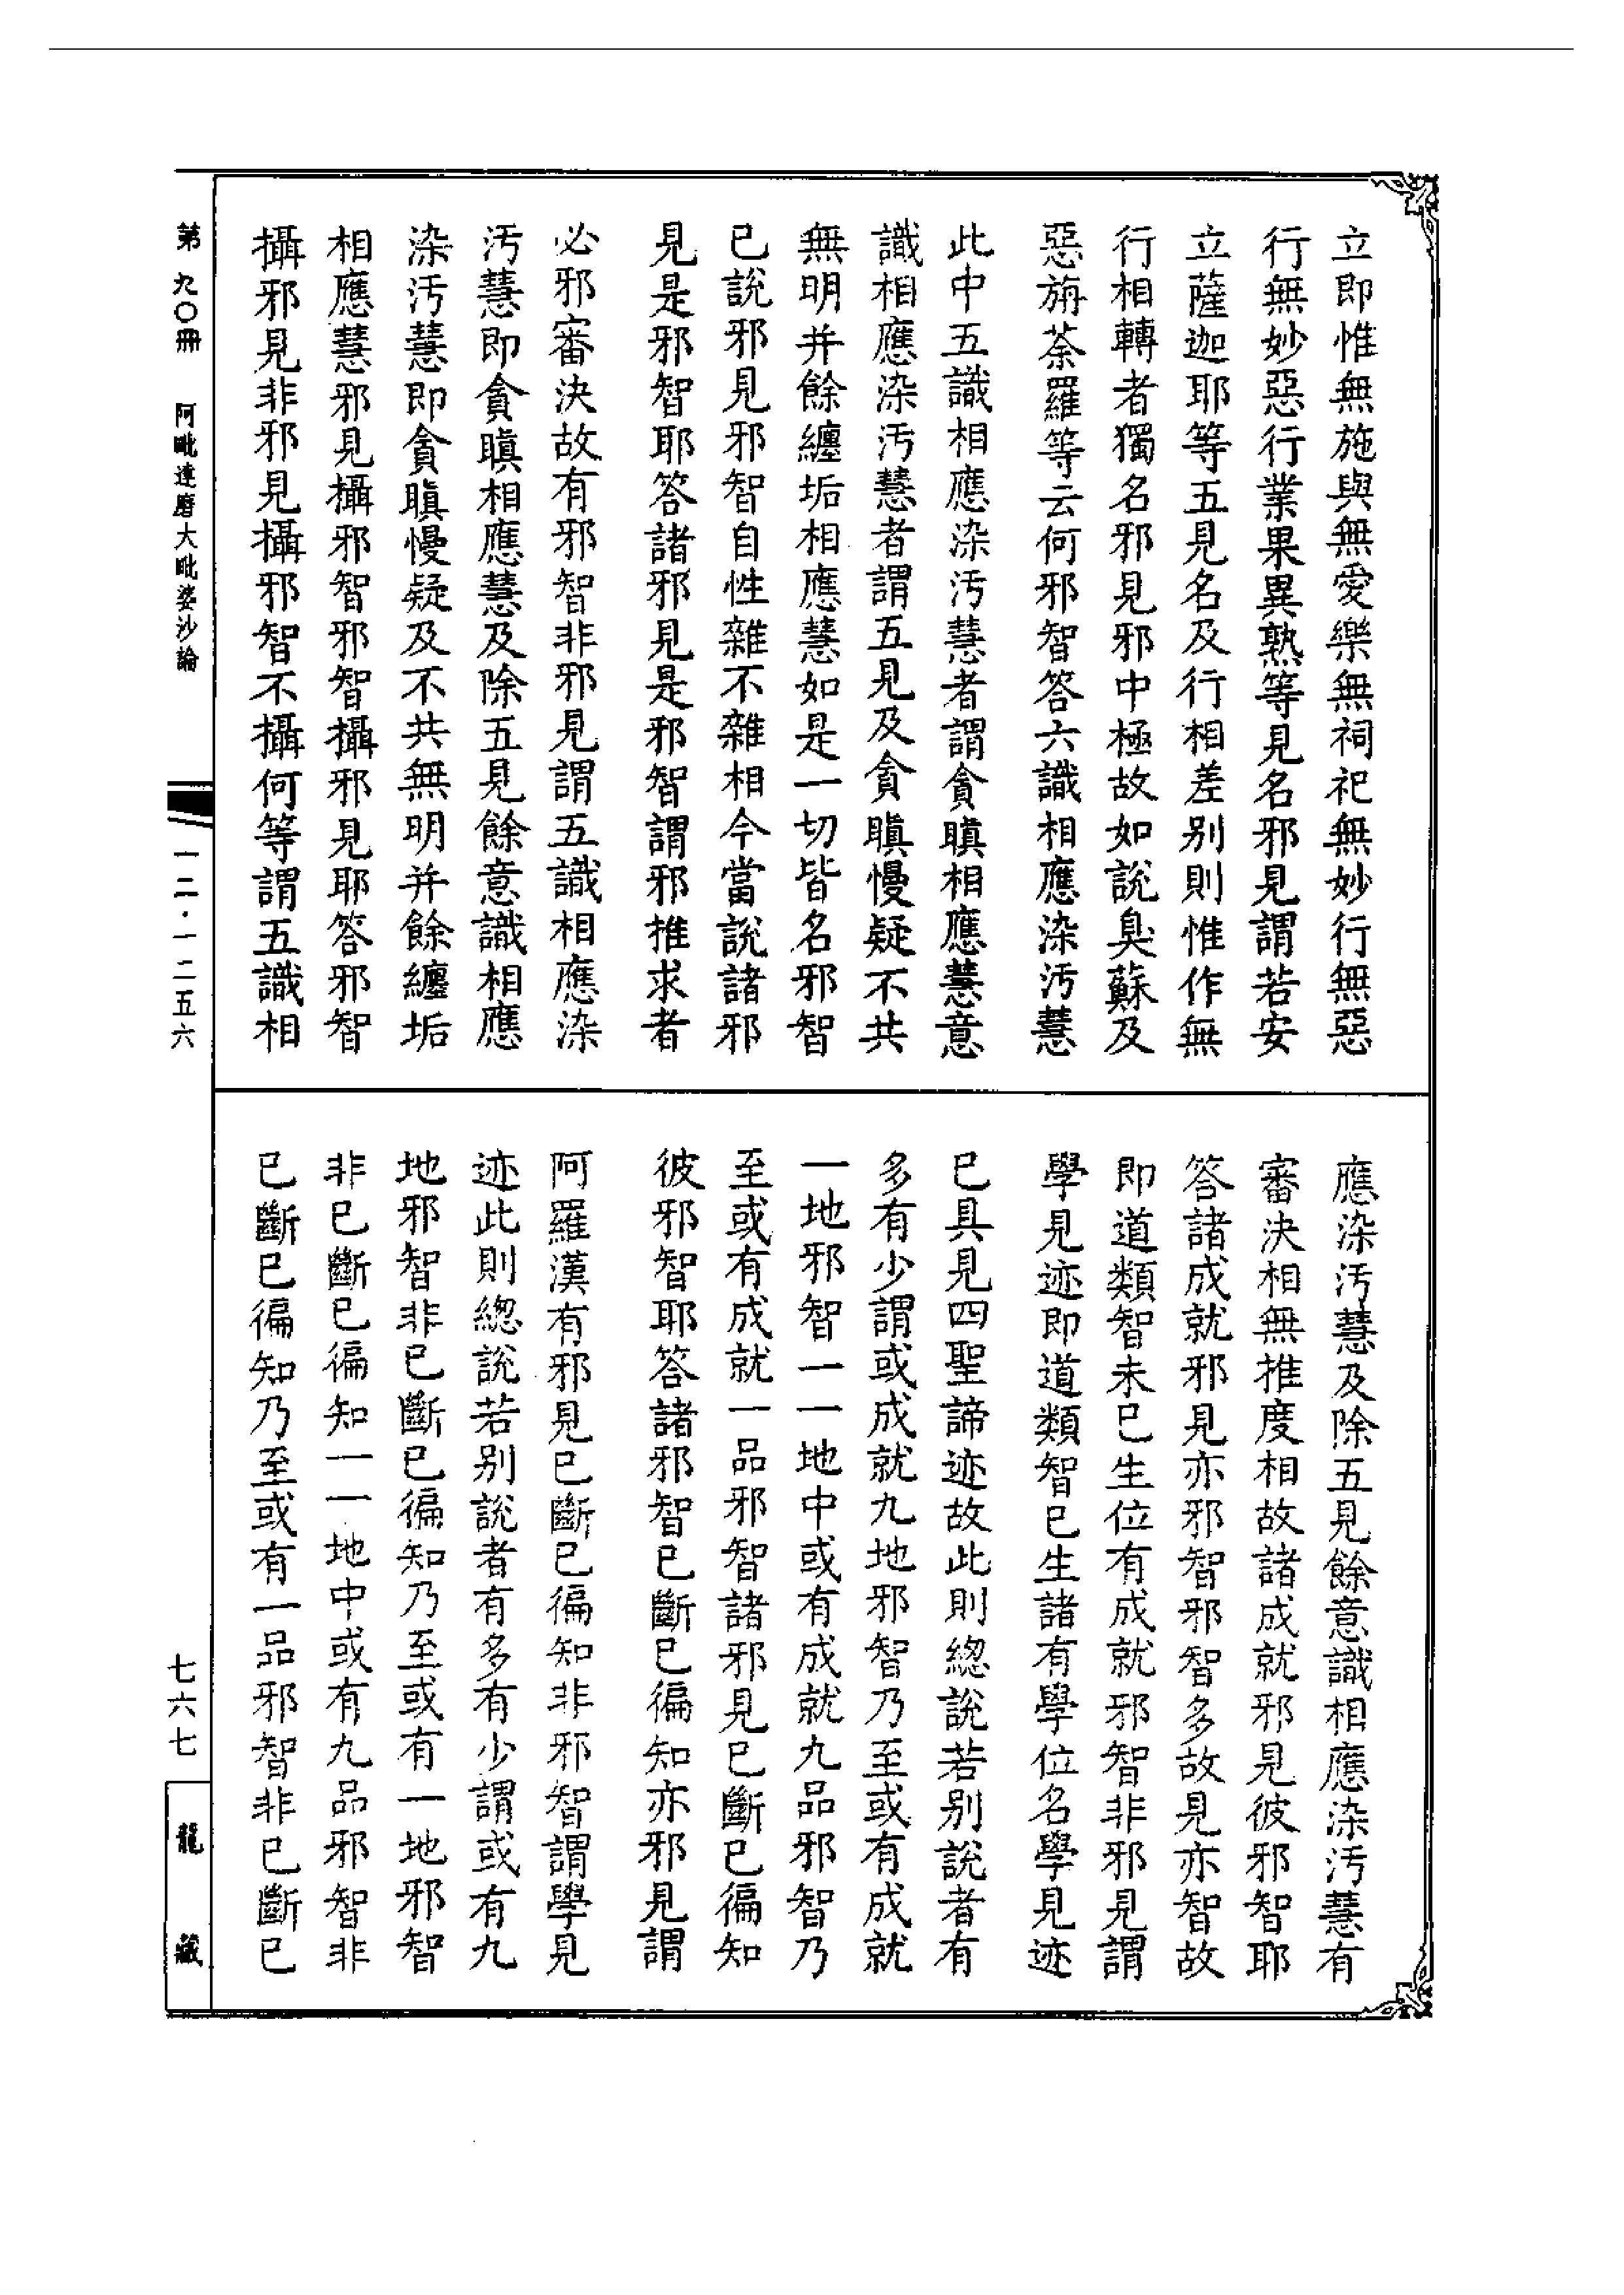 立即惟無施與無愛樂無祠祀無妙行無惡
行無妙惡行業果異熟等見名邪見謂若安
立薩迦耶等五見名及行相差别則惟作無
行相轉者獨名邪見邪中極故如說臭蘇及
惡旃荼羅等云何邪智答六識相應染汚慧
此中五識相應染汚慧者謂貪瞋相應慧意
識相應染汚慧者謂五見及貪瞋慢疑不共
無明并餘纏垢相應慧如是一切皆名邪智
已說邪見邪智自性雜不雜相今當說諸邪
見是邪智耶答諸邪見是邪智謂邪推求者
必邪審決故有邪智非邪見謂五識相應染
汚慧即貪瞋相應慧及除五見餘意識相應
染汚慧即貪瞋慢疑及不共無明并餘纏垢
相應慧邪見攝邪智邪智攝邪見耶答邪智
攝邪見非邪見攝邪智不攝何等謂五識相
應染汚慧及除五見餘意識相應染汚慧有
審決相無推度相故諸成就邪見彼邪智耶
答諸成就邪見亦邪智邪智多故見亦智故
即道類智未已生位有成就邪智非邪見謂
學見迹即道類智已生諸有學位名學見迹
已具見四聖諦迹故此則總說若别說者有
多有少謂或成就九地邪智乃至或有成就
一地邪智一一地中或有成就九品邪智乃
至或有成就一品邪智諸邪見已斷已徧知
彼邪智耶答諸邪智已斷已徧知亦邪見謂
阿羅漢有邪見已斷已徧知非邪智謂學見
迹此則總說若别說者有多有少謂或有九
地邪智非已斷已徧知乃至或有一地邪智
非已斷已徧知一一地中或有九品邪智非
已斷已徧知乃至或有一品邪智非已斷已
第九〇冊　阿毗達磨大毗婆沙論
一二·一二五六
七六七
龍藏